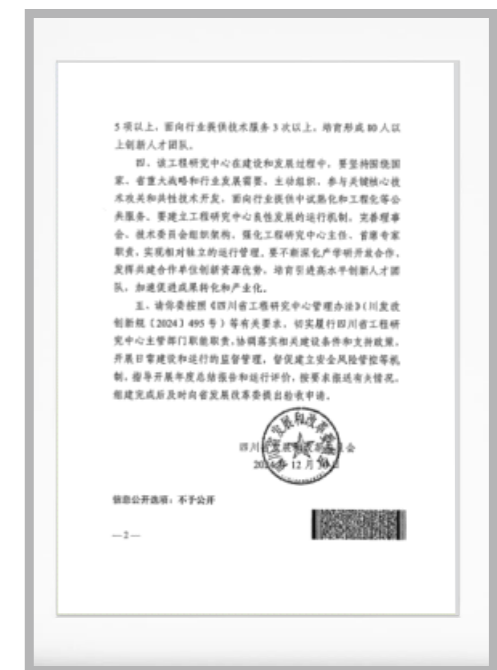 5 项以上，面向行业提供技术服务 3 次以上，培育形成 80 人以
上创新人才团队。
四、该工程研究中心在建设和发展过程中，要坚持围绕国
家、省重大战略和行业发展需要，主动组织、参与关键核心技
术攻关和共性技术开发，面向行业提供中试熟化和工程化等公
共服务。要建立工程研究中心良性发展的运行机制，完善理事
会、技术委员会组织架构，强化工程研究中心主任、首席专家
职责，实现相对独立的运行管理。要不断深化产学研开放合作，
发挥共建合作单位创新资源优势，培育引进高水平创新人才团
队，加速促进成果转化和产业化。
五、请你委按照《四川省工程研究中心管理办法》（川发改
创新规〔2024〕495 号）等有关要求，切实履行四川省工程研
究中心主管部门职能职责，协调落实相关建设条件和支持政策，
开展日常建设和运行的监督管理，督促建立安全风险管控等机
制，指导开展年度总结报告和运行评价，按要求报送有关情况，
组建完成后及时向省发展改革委提出验收申请。
四川省发展和改革委员会
2024年 12 月
信息公开选项：不予公开
—2—